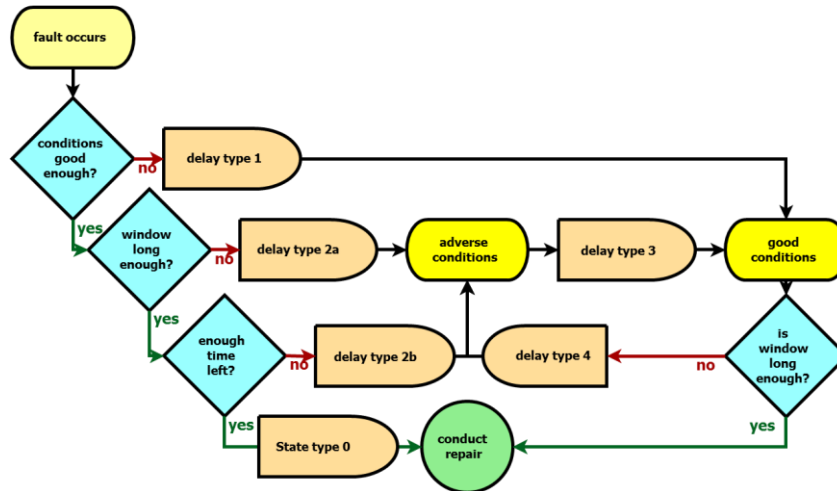 fault occurs
conditions
good
enough?
no
delay type 1
yes
window
long
enough?
no
delay type 2a
adverse
conditions
delay type 3
good
conditions
yes
enough
time
left?
no
delay type 2b
delay type 4
no
is
window
long
enough?
yes
State type 0
conduct
repair
yes